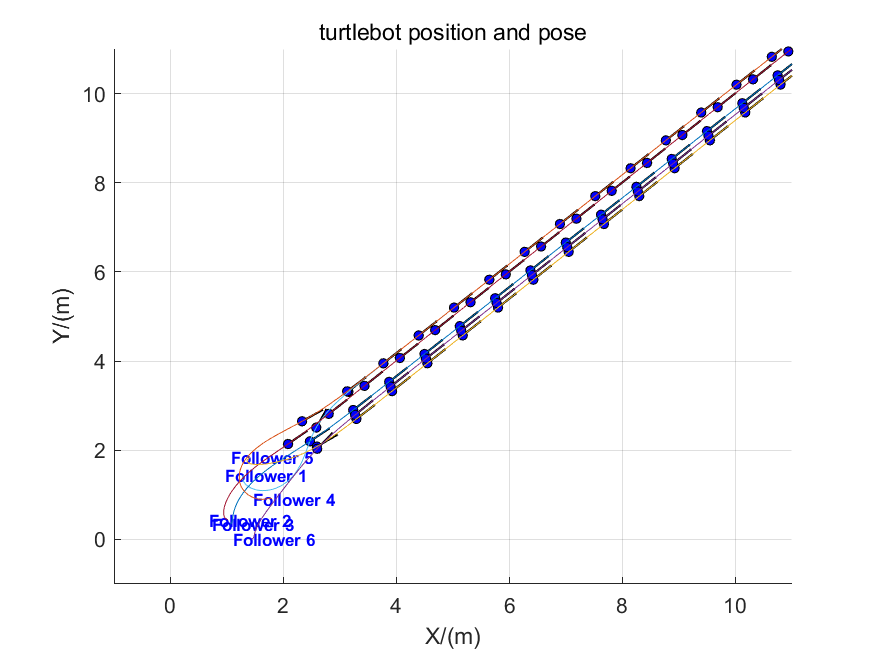 turtlebot position and pose
10
8
6
4
2
0
Y/(m)
Follower 5
Follower 1
Follower 4
Follower 2
Follower 3
Follower 6
0
2
4
6
8
10
X/(m)